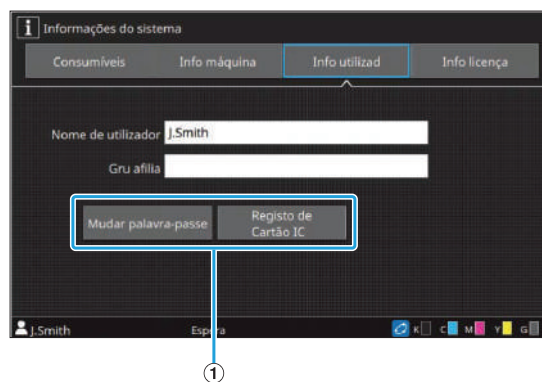 i Informações do sistema
Consumíveis Info máquina Info utilizad Info licença
Nome de utilizador J.Smith
Gru afilia
Mudar palavra-passe Registo de
Cartão IC
J.Smith Espera K C M Y G
1